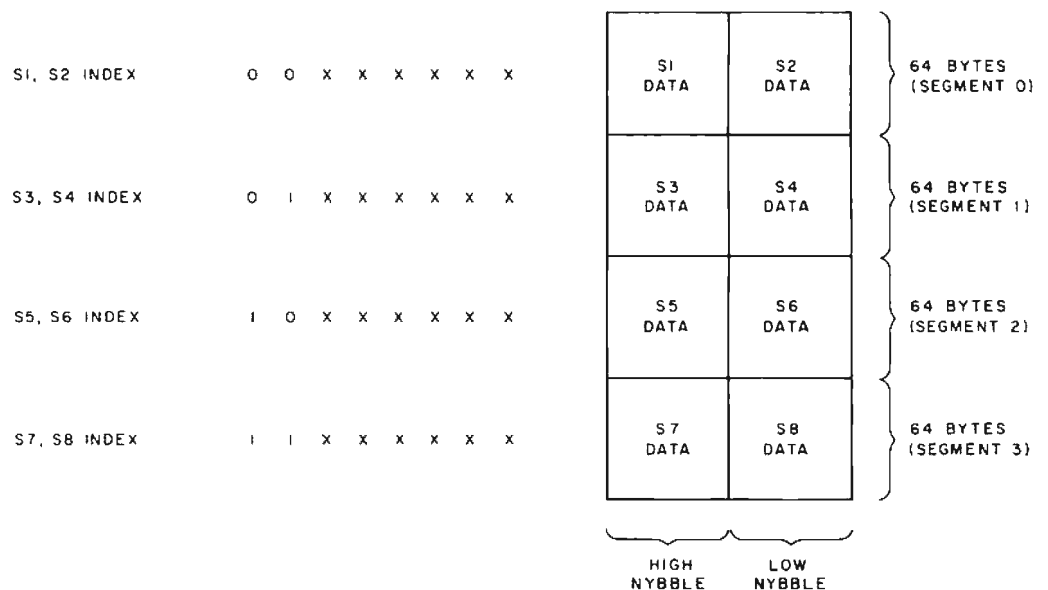 S1, S2 INDEX 0 0 X X X X X X
S1 DATA
S2 DATA
64 BYTES
(SEGMENT 0)
S3, S4 INDEX 0 1 X X X X X X
S3 DATA
S4 DATA
64 BYTES
(SEGMENT 1)
S5, S6 INDEX 1 0 X X X X X X
S5 DATA
S6 DATA
64 BYTES
(SEGMENT 2)
S7, S8 INDEX 1 1 X X X X X X
S7 DATA
S8 DATA
64 BYTES
(SEGMENT 3)
HIGH
NYBBLE
LOW
NYBBLE